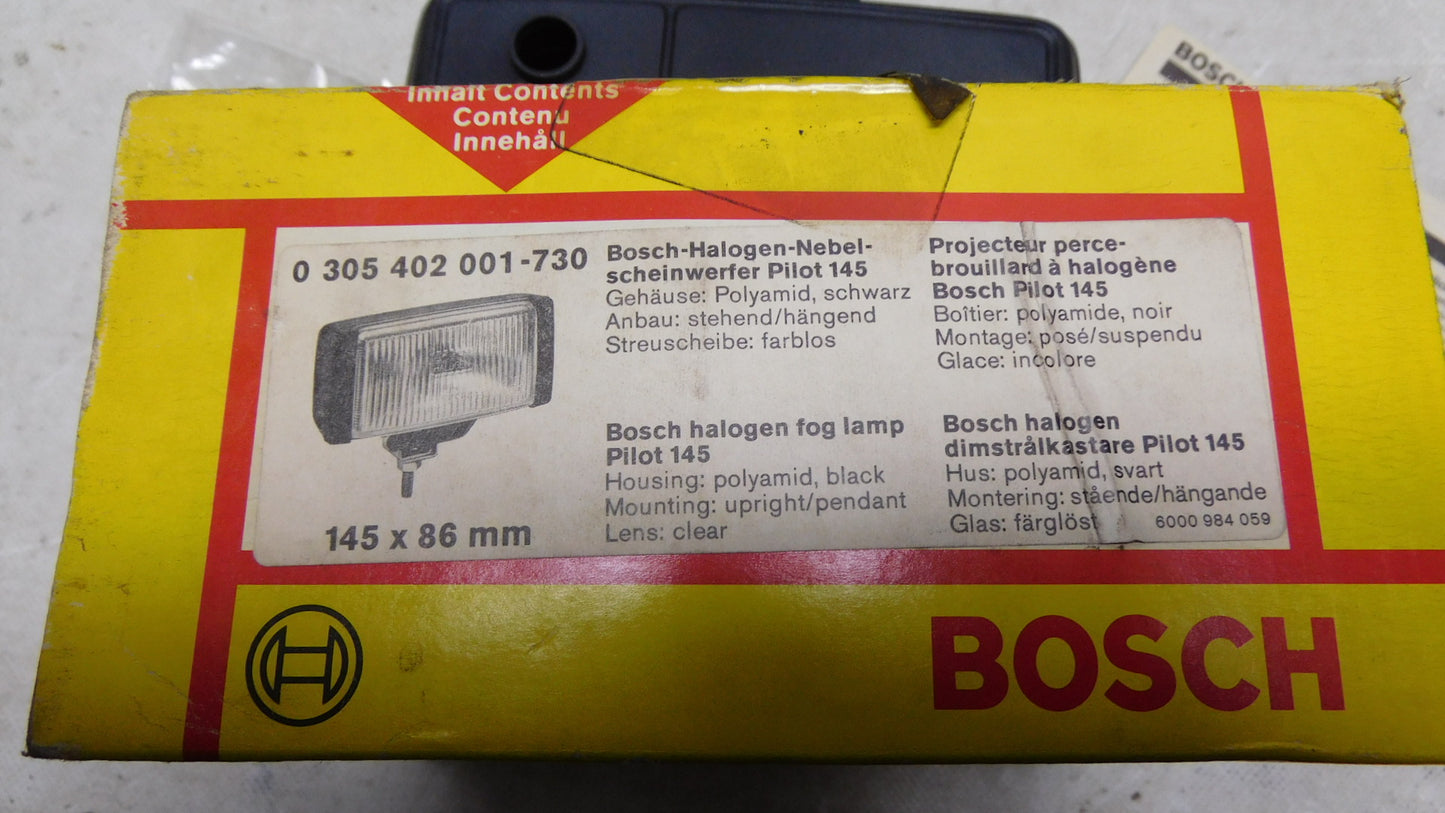 Inhalt Contents
Contenu
Innehåll
BOSCH
0 305 402 001-730
145 x 86 mm
Bosch-Halogen-Nebel-
scheinwerfer Pilot 145
Gehäuse: Polyamid, schwarz
Anbau: stehend/hängend
Streuscheibe: farblos
Projecteur perce-
brouillard à halogène
Bosch Pilot 145
Boîtier: polyamide, noir
Montage: posé/suspendu
Glace: incolore
Bosch halogen fog lamp
Pilot 145
Housing: polyamid, black
Mounting: upright/pendant
Lens: clear
Bosch halogen
dimstrålkastare Pilot 145
Hus: polyamid, svart
Montering: stående/hängande
Glas: färglöst
6000 984 059
BOSCH